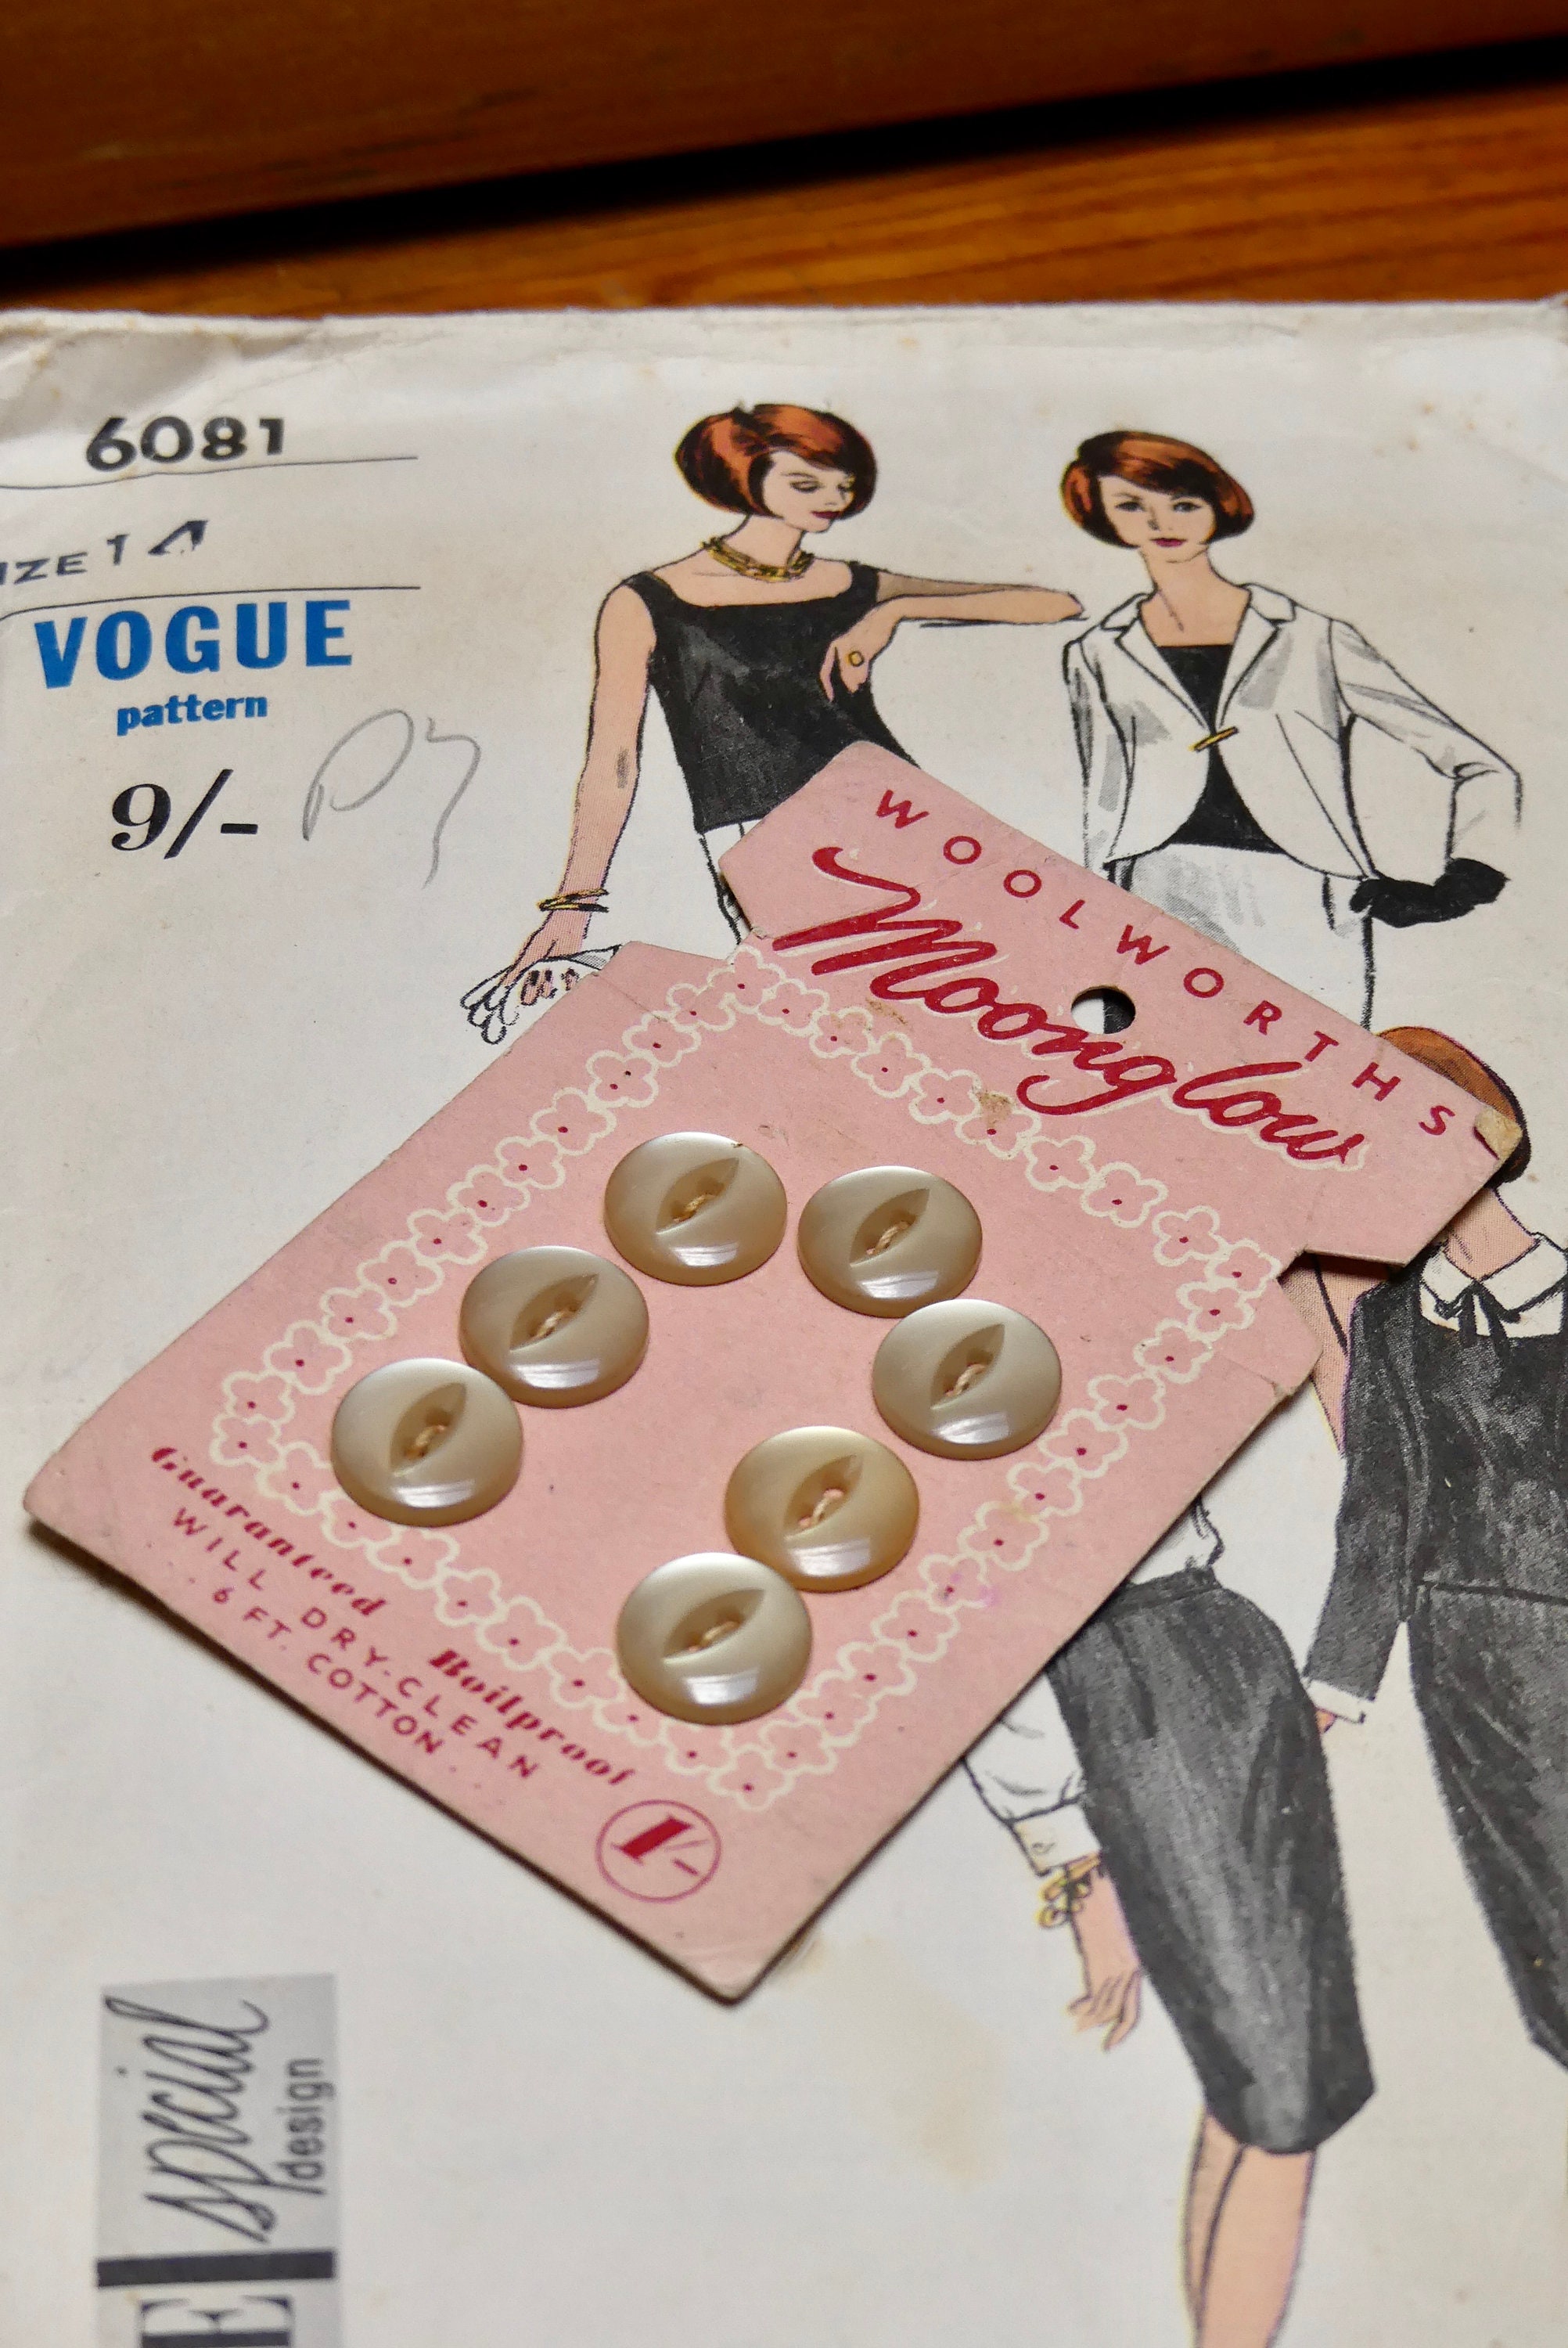 6081
IZE 14
VOGUE
pattern
9/-
WOOLWORTHS
Moonglow
Guaranteed Boilproof
WILL DRY-CLEAN
6 FT. COTTON
1/-
special
design
E